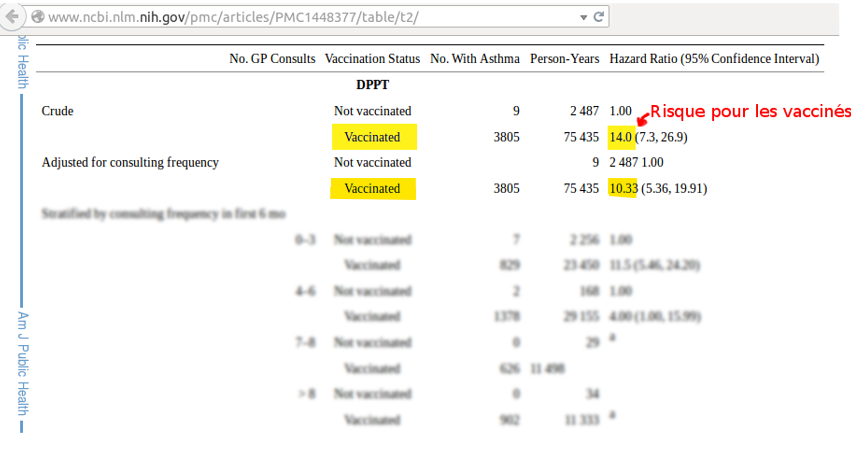 www.ncbi.nlm.nih.gov/pmc/articles/PMC1448377/table/t2/
lic Health
No. GP Consults Vaccination Status No. With Asthma Person-Years Hazard Ratio (95% Confidence Interval)
DPPT
Crude Not vaccinated 9 2 487 1.00
Risque pour les vaccinés
Vaccinated 3805 75 435 14.0 (7.3, 26.9)
Adjusted for consulting frequency Not vaccinated 9 2 487 1.00
Vaccinated 3805 75 435 10.33 (5.36, 19.91)
Stratified by consulting frequency in first 6 mo
0–3 Not vaccinated 7 2 256 1.00
Vaccinated 829 23 450 11.5 (5.46, 24.20)
4–6 Not vaccinated 2 168 1.00
Vaccinated 1378 29 155 4.00 (1.00, 15.99)
7–8 Not vaccinated 0 29 a
Vaccinated 626 11 498
> 8 Not vaccinated 0 34
Vaccinated 902 11 333 a
Am J Public Health